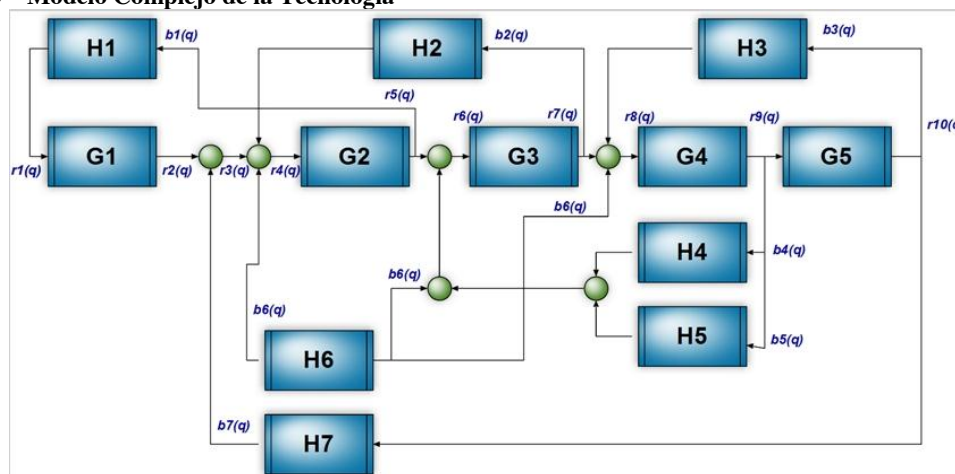 Modelo Complejo de la Tecnología
b1(q)
b2(q)
b3(q)
H1
H2
H3
r5(q)
r6(q)
r7(q)
r8(q)
r9(q)
r10(q
G1
G2
G3
G4
G5
r1(q)
r2(q)
r3(q)
r4(q)
b6(q)
H4
b4(q)
b6(q)
b6(q)
H5
b5(q)
H6
b7(q)
H7